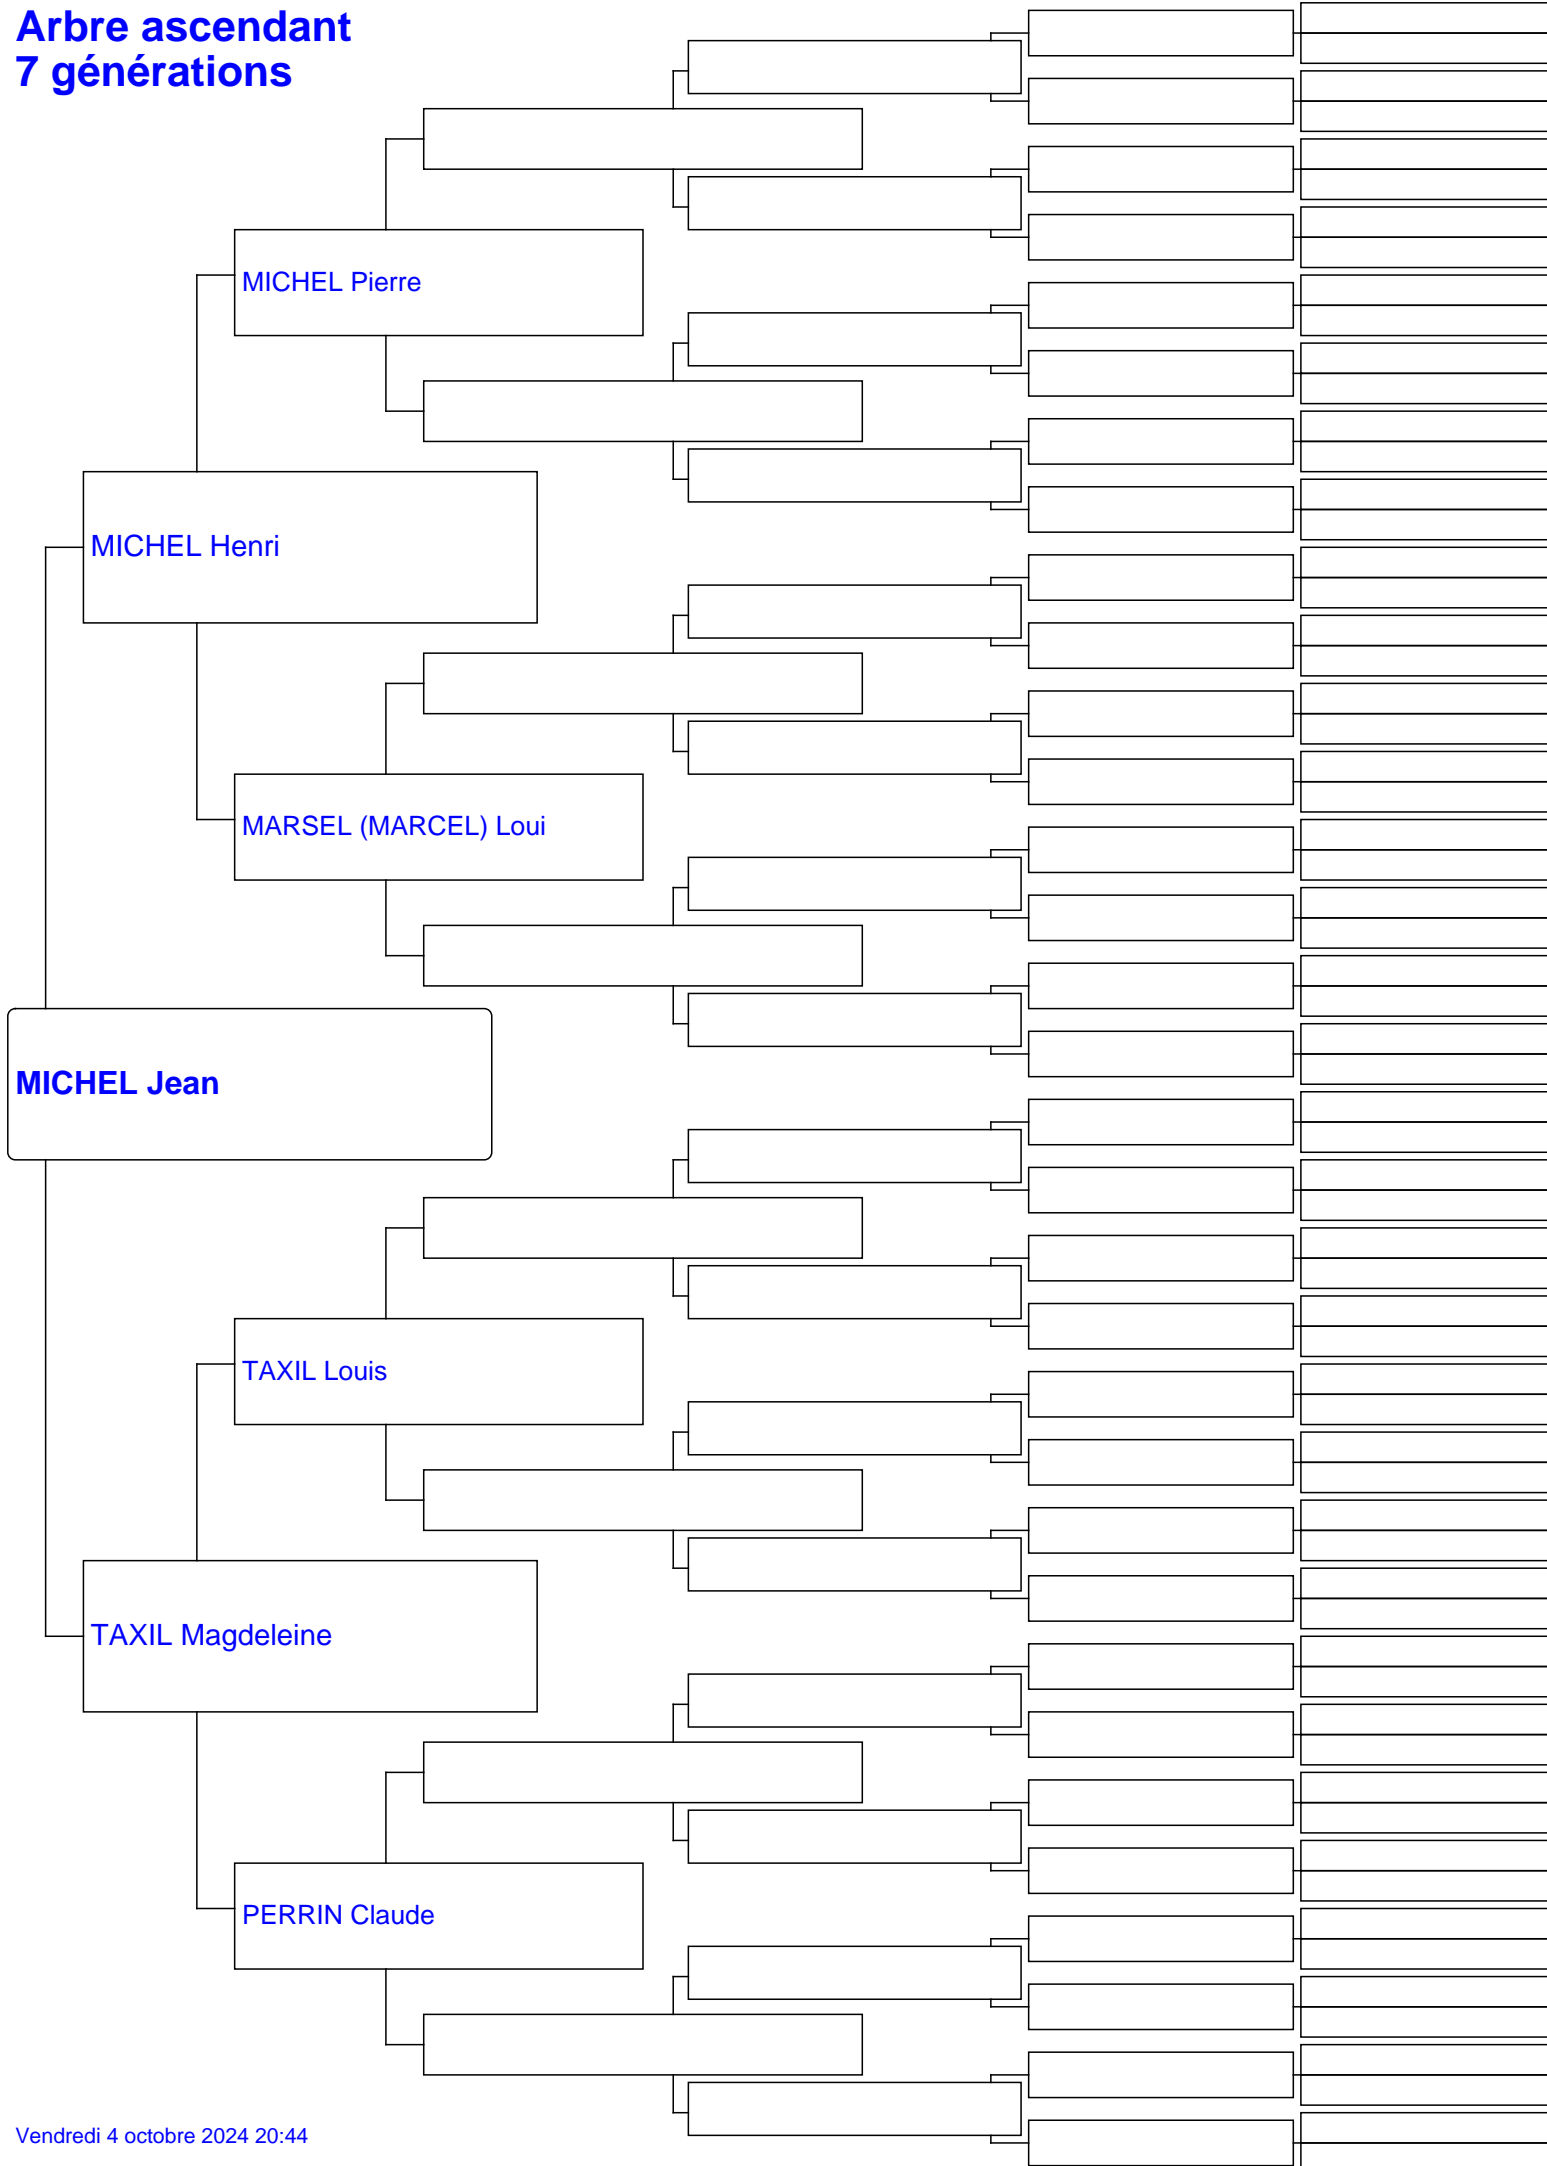 Arbre ascendant
7 générations
MICHEL Pierre
MICHEL Henri
MARSEL (MARCEL) Loui
MICHEL Jean
TAXIL Louis
TAXIL Magdeleine
PERRIN Claude
Vendredi 4 octobre 2024 20:44